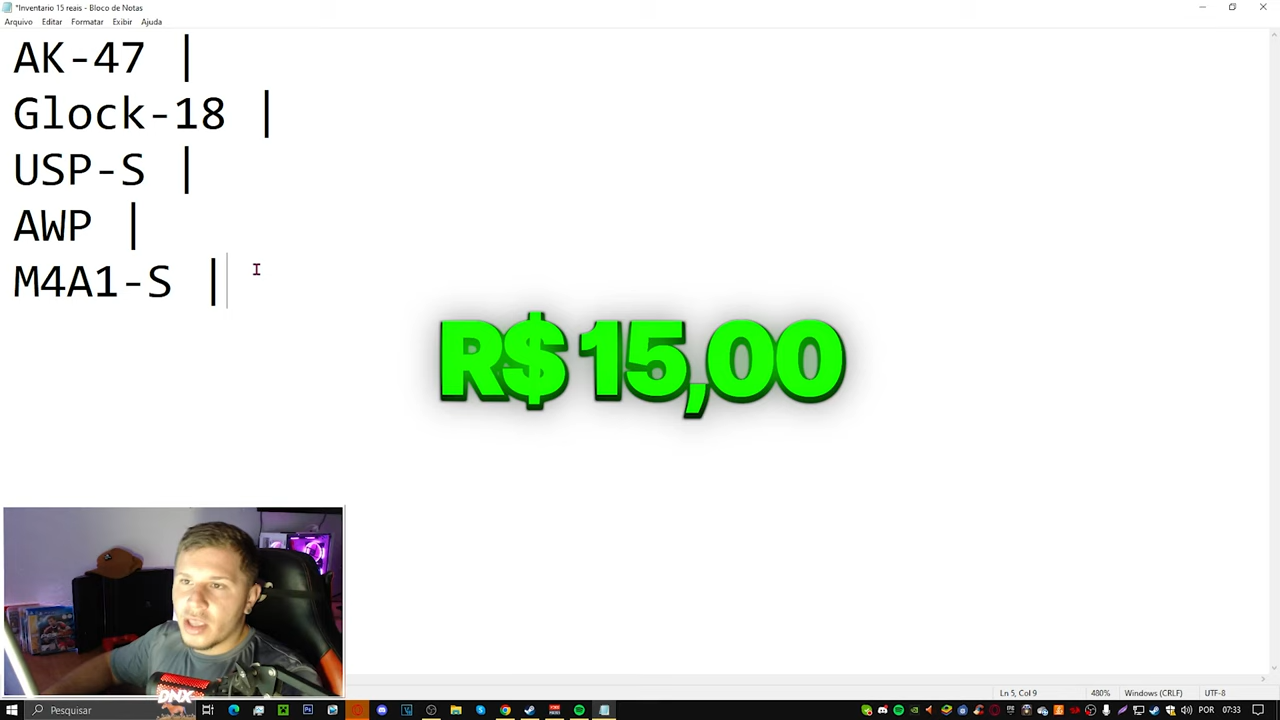 *Inventario 15 reais - Bloco de Notas
Arquivo Editar Formatar Exibir Ajuda
AK-47 |
Glock-18 |
USP-S |
AWP |
M4A1-S |
R$15,00
DNX
Ln 5, Col 9 480% Windows (CRLF) UTF-8
Pesquisar
POR 07:33